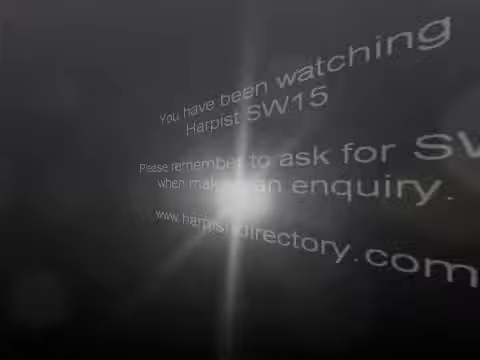 You have been watching
Harpist SW15
Please remember to ask for SW
when making an enquiry.
www.harpistdirectory.com